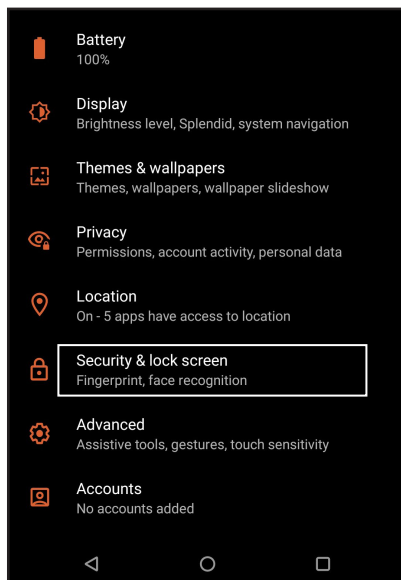 Battery
100%
Display
Brightness level, Splendid, system navigation
Themes & wallpapers
Themes, wallpapers, wallpaper slideshow
Privacy
Permissions, account activity, personal data
Location
On - 5 apps have access to location
Security & lock screen
Fingerprint, face recognition
Advanced
Assistive tools, gestures, touch sensitivity
Accounts
No accounts added